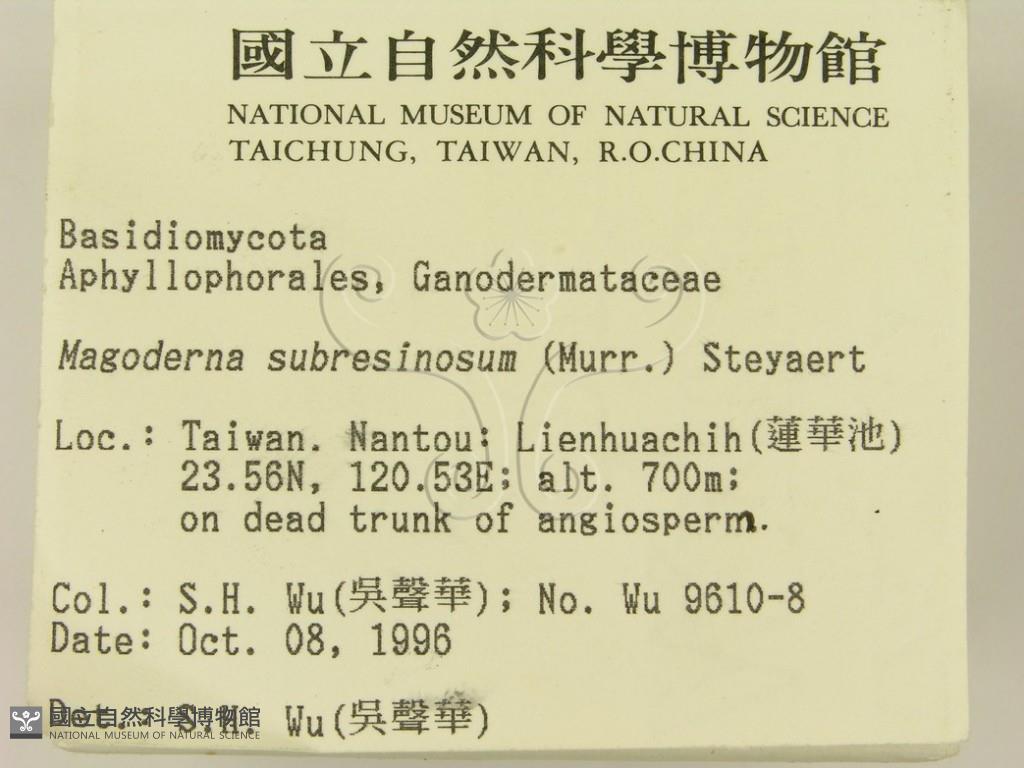 國立自然科學博物館
NATIONAL MUSEUM OF NATURAL SCIENCE
TAICHUNG, TAIWAN, R.O.CHINA
Basidiomycota
Aphyllophorales, Ganodermataceae
Magoderna subresinosum (Murr.) Steyaert
Loc.: Taiwan. Nantou: Lienhuachih(蓮華池)
23.56N, 120.53E; alt. 700m;
on dead trunk of angiosperm.
Col.: S.H. Wu(吳聲華); No. Wu 9610-8
Date: Oct. 08, 1996
Det.: S.H. Wu(吳聲華)
國立自然科學博物館
NATIONAL MUSEUM OF NATURAL SCIENCE